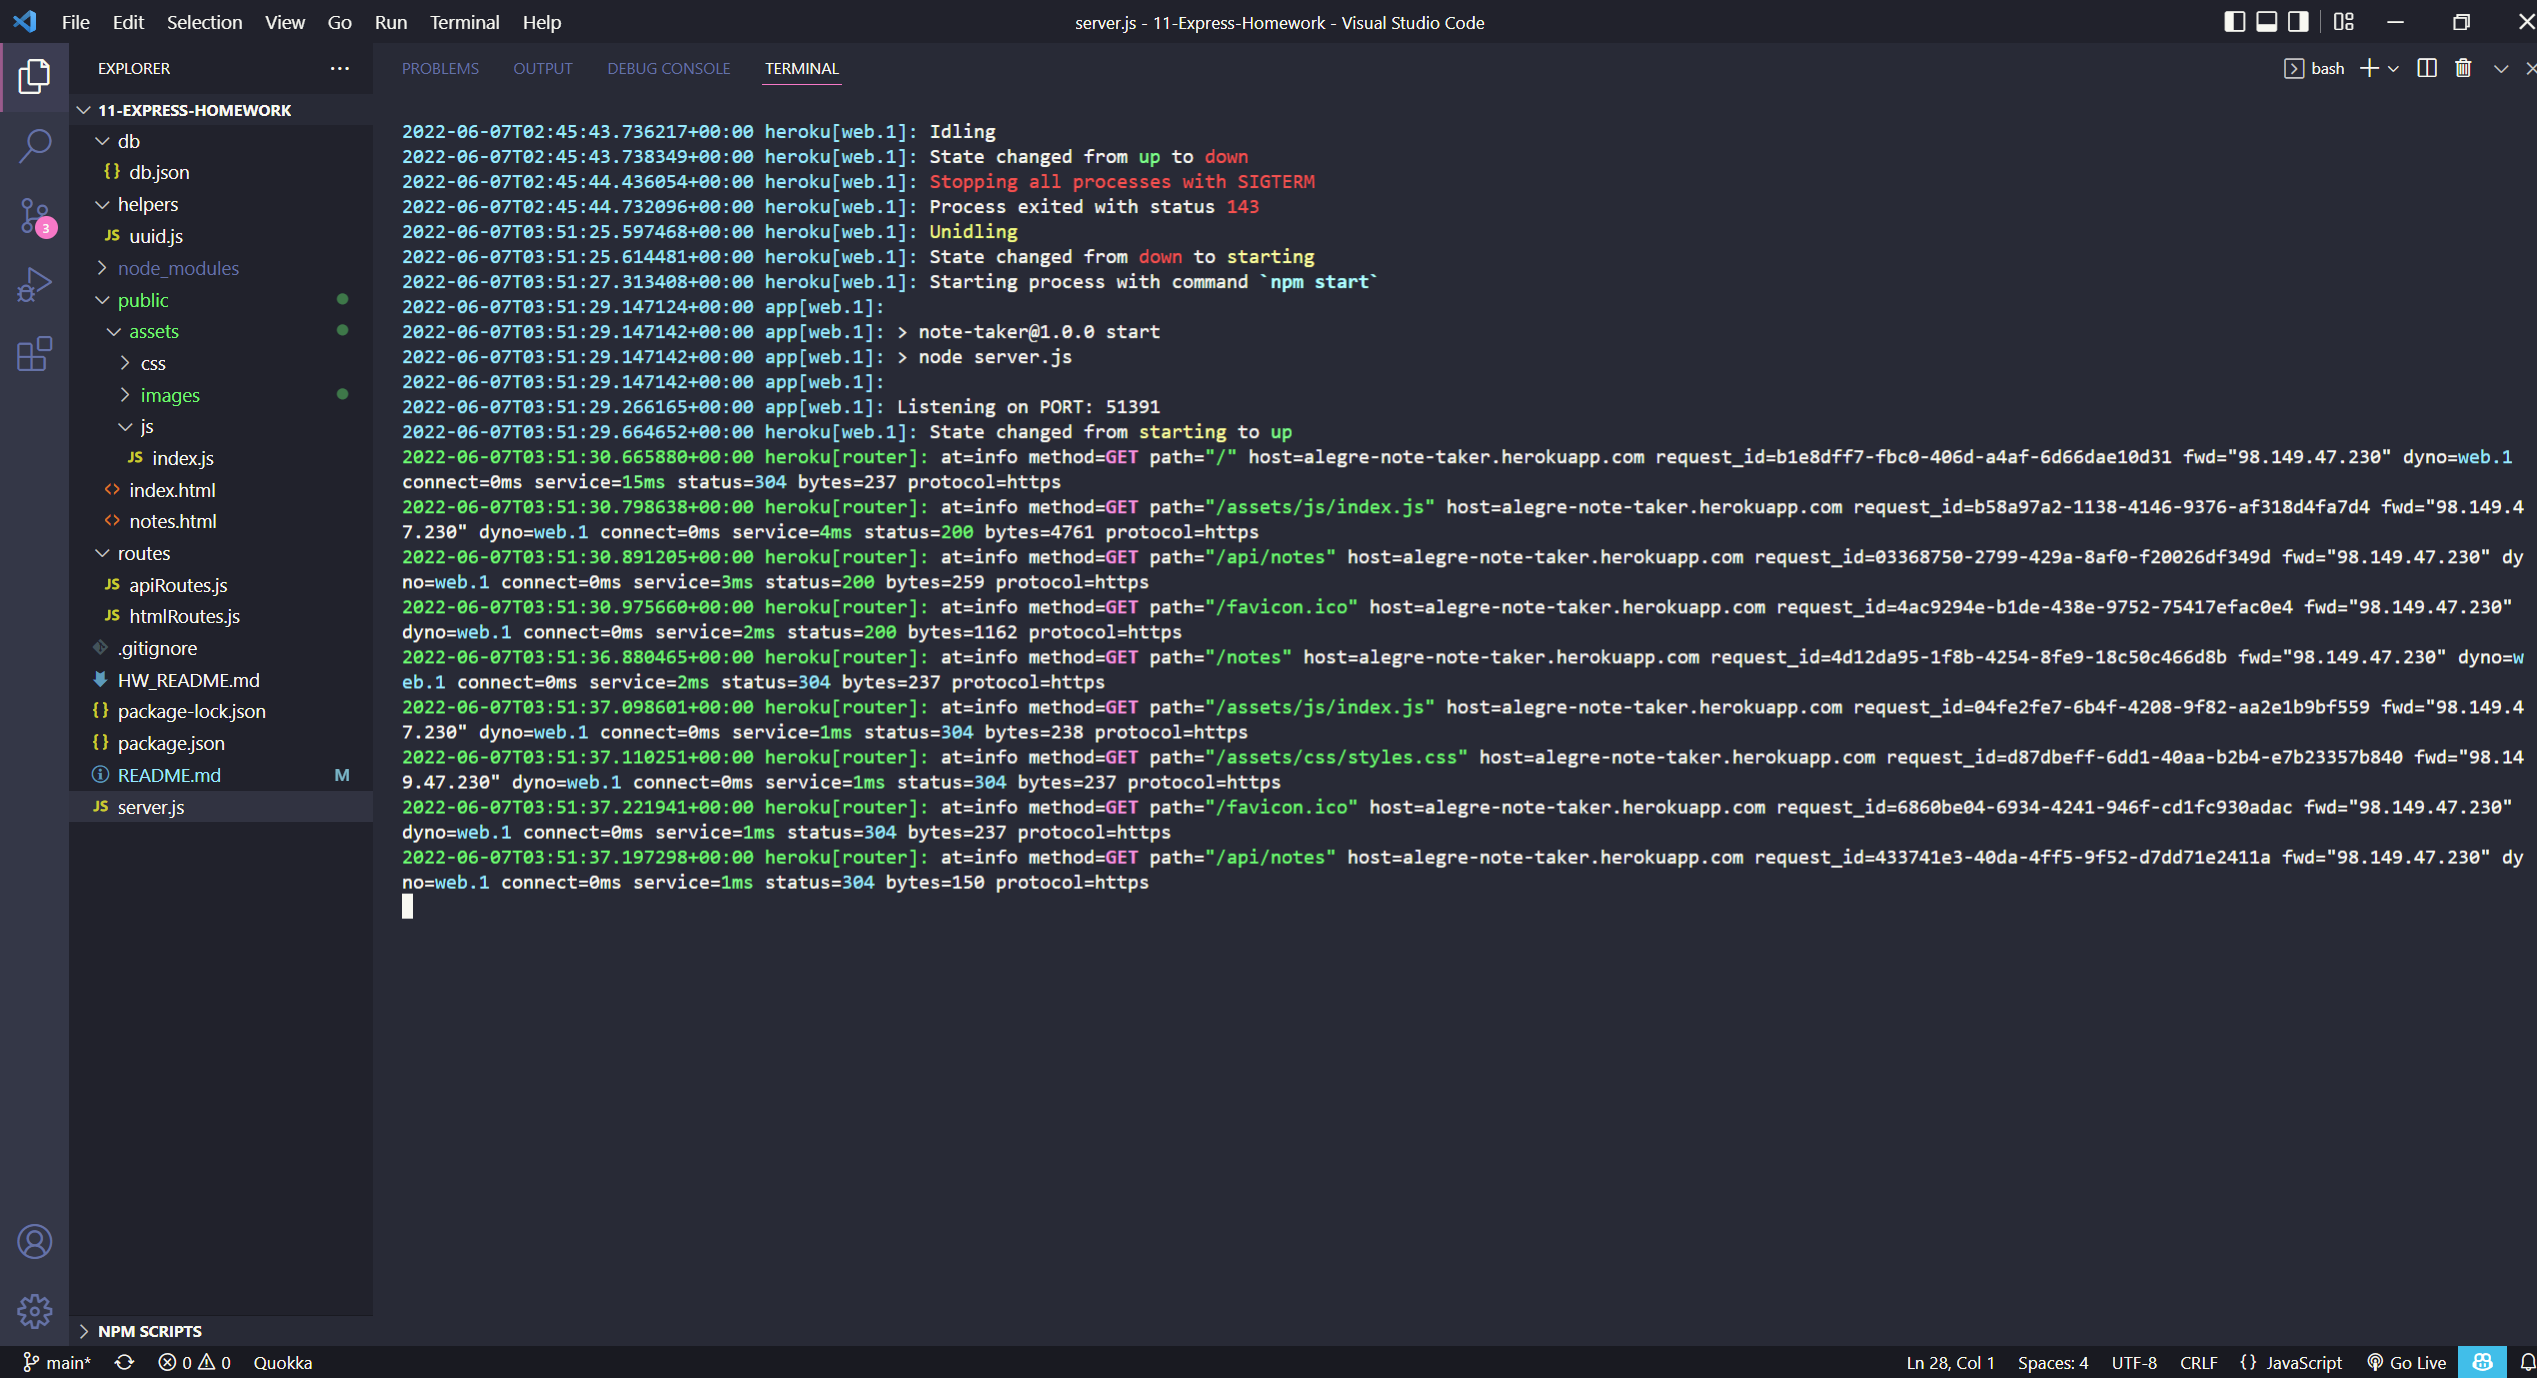 File Edit Selection View Go Run Terminal Help
server.js - 11-Express-Homework - Visual Studio Code
EXPLORER
11-EXPRESS-HOMEWORK
db
{} db.json
helpers
JS uuid.js
node_modules
public
assets
css
images
js
JS index.js
<> index.html
<> notes.html
routes
JS apiRoutes.js
JS htmlRoutes.js
.gitignore
HW_README.md
{} package-lock.json
{} package.json
README.md M
JS server.js
NPM SCRIPTS
3
PROBLEMS OUTPUT DEBUG CONSOLE TERMINAL
bash
2022-06-07T02:45:43.736217+00:00 heroku[web.1]: Idling
2022-06-07T02:45:43.738349+00:00 heroku[web.1]: State changed from up to down
2022-06-07T02:45:44.436054+00:00 heroku[web.1]: Stopping all processes with SIGTERM
2022-06-07T02:45:44.732096+00:00 heroku[web.1]: Process exited with status 143
2022-06-07T03:51:25.597468+00:00 heroku[web.1]: Unidling
2022-06-07T03:51:25.614481+00:00 heroku[web.1]: State changed from down to starting
2022-06-07T03:51:27.313408+00:00 heroku[web.1]: Starting process with command `npm start`
2022-06-07T03:51:29.147124+00:00 app[web.1]:
2022-06-07T03:51:29.147142+00:00 app[web.1]: > note-taker@1.0.0 start
2022-06-07T03:51:29.147142+00:00 app[web.1]: > node server.js
2022-06-07T03:51:29.147142+00:00 app[web.1]:
2022-06-07T03:51:29.266165+00:00 app[web.1]: Listening on PORT: 51391
2022-06-07T03:51:29.664652+00:00 heroku[web.1]: State changed from starting to up
2022-06-07T03:51:30.665880+00:00 heroku[router]: at=info method=GET path="/" host=alegre-note-taker.herokuapp.com request_id=b1e8dff7-fbc0-406d-a4af-6d66dae10d31 fwd="98.149.47.230" dyno=web.1
connect=0ms service=15ms status=304 bytes=237 protocol=https
2022-06-07T03:51:30.798638+00:00 heroku[router]: at=info method=GET path="/assets/js/index.js" host=alegre-note-taker.herokuapp.com request_id=b58a97a2-1138-4146-9376-af318d4fa7d4 fwd="98.149.4
7.230" dyno=web.1 connect=0ms service=4ms status=200 bytes=4761 protocol=https
2022-06-07T03:51:30.891205+00:00 heroku[router]: at=info method=GET path="/api/notes" host=alegre-note-taker.herokuapp.com request_id=03368750-2799-429a-8af0-f20026df349d fwd="98.149.47.230" dy
no=web.1 connect=0ms service=3ms status=200 bytes=259 protocol=https
2022-06-07T03:51:30.975660+00:00 heroku[router]: at=info method=GET path="/favicon.ico" host=alegre-note-taker.herokuapp.com request_id=4ac9294e-b1de-438e-9752-75417efac0e4 fwd="98.149.47.230"
dyno=web.1 connect=0ms service=2ms status=200 bytes=1162 protocol=https
2022-06-07T03:51:36.880465+00:00 heroku[router]: at=info method=GET path="/notes" host=alegre-note-taker.herokuapp.com request_id=4d12da95-1f8b-4254-8fe9-18c50c466d8b fwd="98.149.47.230" dyno=w
eb.1 connect=0ms service=2ms status=304 bytes=237 protocol=https
2022-06-07T03:51:37.098601+00:00 heroku[router]: at=info method=GET path="/assets/js/index.js" host=alegre-note-taker.herokuapp.com request_id=04fe2fe7-6b4f-4208-9f82-aa2e1b9bf559 fwd="98.149.4
7.230" dyno=web.1 connect=0ms service=1ms status=304 bytes=238 protocol=https
2022-06-07T03:51:37.110251+00:00 heroku[router]: at=info method=GET path="/assets/css/styles.css" host=alegre-note-taker.herokuapp.com request_id=d87dbeff-6dd1-40aa-b2b4-e7b23357b840 fwd="98.14
9.47.230" dyno=web.1 connect=0ms service=1ms status=304 bytes=237 protocol=https
2022-06-07T03:51:37.221941+00:00 heroku[router]: at=info method=GET path="/favicon.ico" host=alegre-note-taker.herokuapp.com request_id=6860be04-6934-4241-946f-cd1fc930adac fwd="98.149.47.230"
dyno=web.1 connect=0ms service=1ms status=304 bytes=237 protocol=https
2022-06-07T03:51:37.197298+00:00 heroku[router]: at=info method=GET path="/api/notes" host=alegre-note-taker.herokuapp.com request_id=433741e3-40da-4ff5-9f52-d7dd71e2411a fwd="98.149.47.230" dy
no=web.1 connect=0ms service=1ms status=304 bytes=150 protocol=https
main* 0 0 Quokka
Ln 28, Col 1 Spaces: 4 UTF-8 CRLF {} JavaScript Go Live